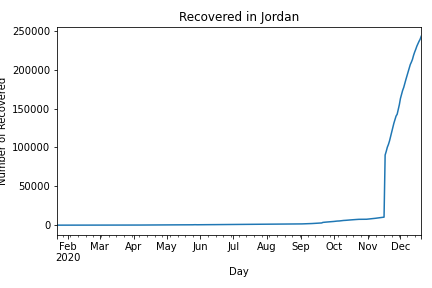 Recovered in Jordan
Number of Recovered
250000
200000
150000
100000
50000
0
Feb Mar Apr May Jun Jul Aug Sep Oct Nov Dec
2020
Day